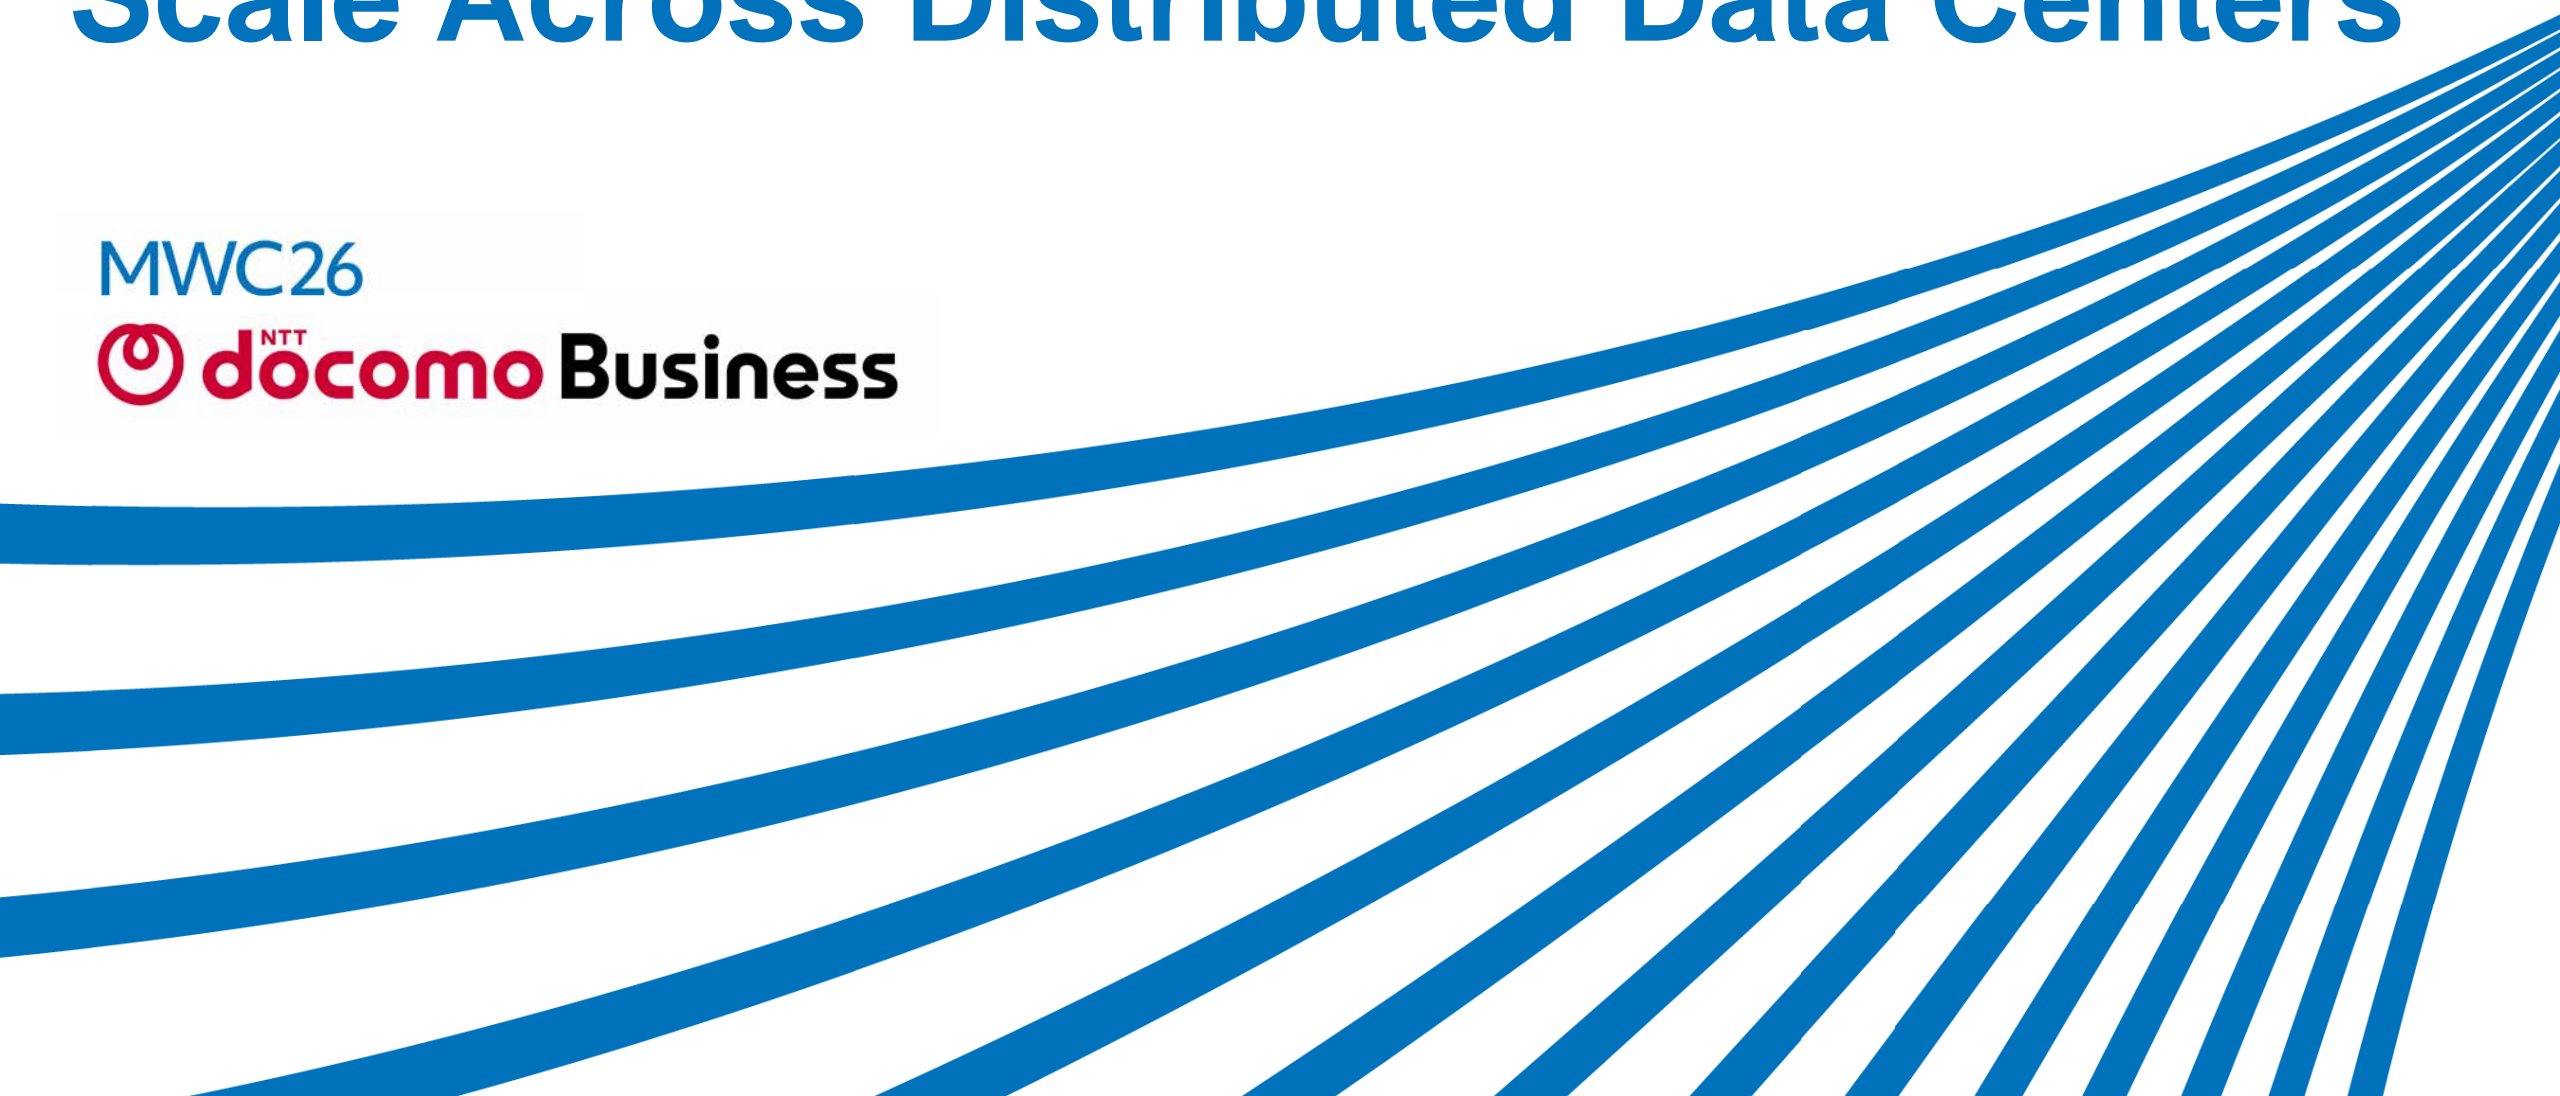 Scale Across Distributed Data Centers
MWC26
NTT
docomo Business